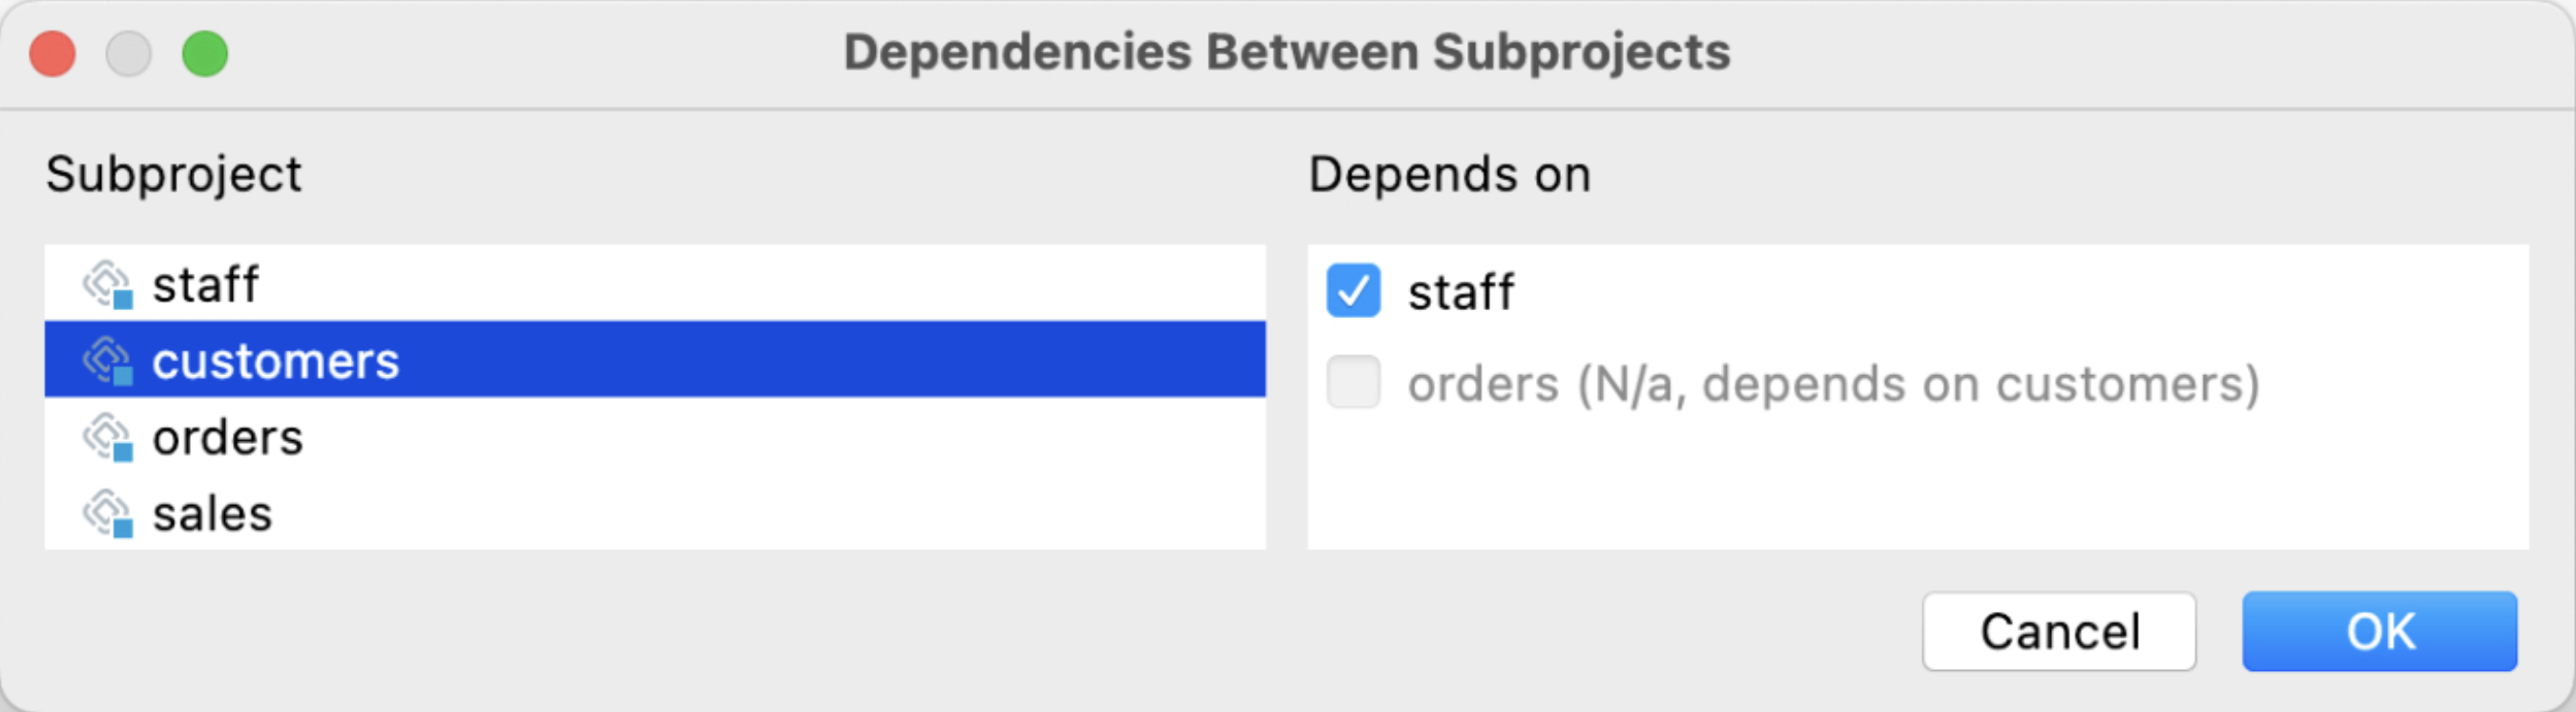 Dependencies Between Subprojects
Subproject
staff
customers
orders
sales
Depends on
staff
orders (N/a, depends on customers)
Cancel
OK